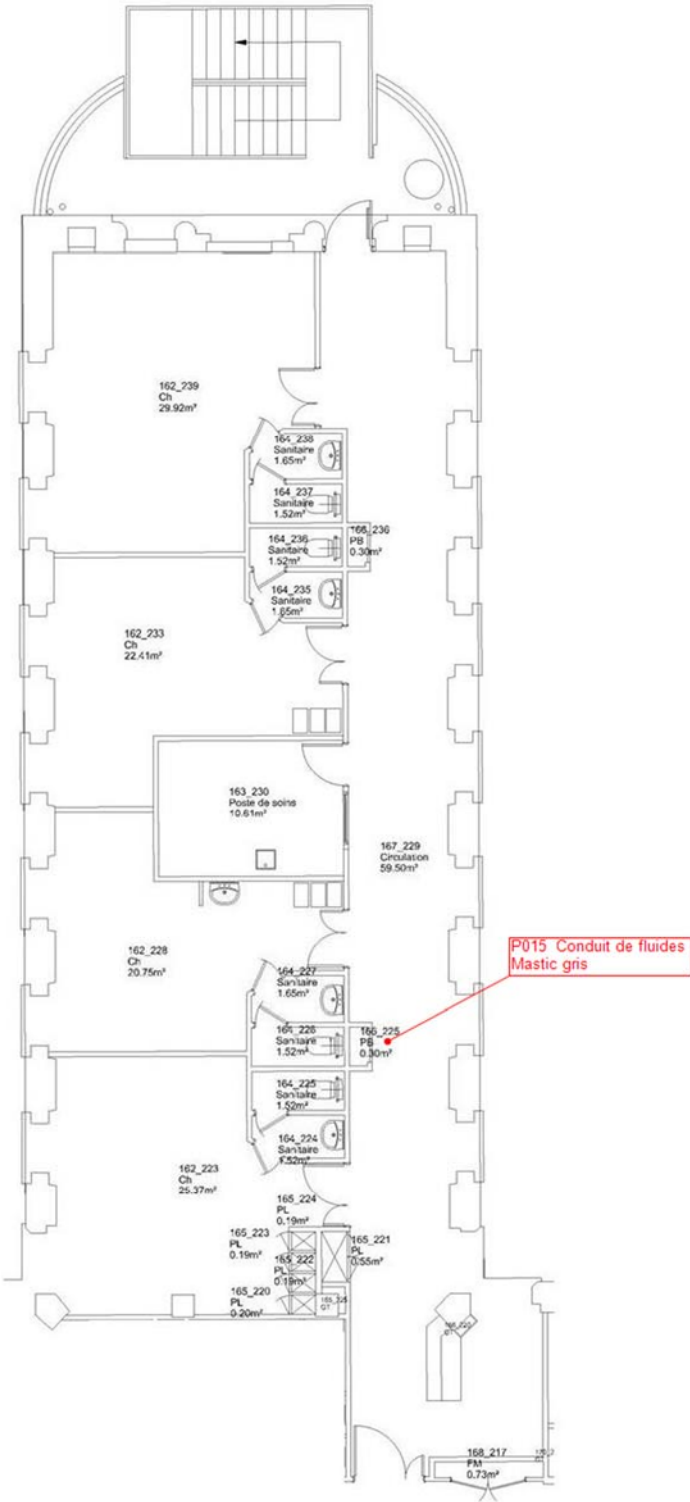 162_239
Ch
29.92m²
164_238
Sanitaire
1.65m²
164_237
Sanitaire
1.52m²
164_236
Sanitaire
1.52m²
166_236
PB
0.30m²
164_235
Sanitaire
1.65m²
162_233
Ch
22.41m²
163_230
Poste de soins
10.61m²
167_229
Circulation
59.50m²
P015 Conduit de fluides
Mastic gris
162_228
Ch
20.75m²
164_227
Sanitaire
1.65m²
164_226
Sanitaire
1.52m²
166_225
PB
0.30m²
164_225
Sanitaire
1.52m²
164_224
Sanitaire
1.52m²
162_223
Ch
25.37m²
165_224
PL
0.19m²
165_223
PL
0.19m²
165_222
PL
0.19m²
165_221
PL
0.55m²
165_220
PL
0.20m²
GT
168_217
FM
0.73m²